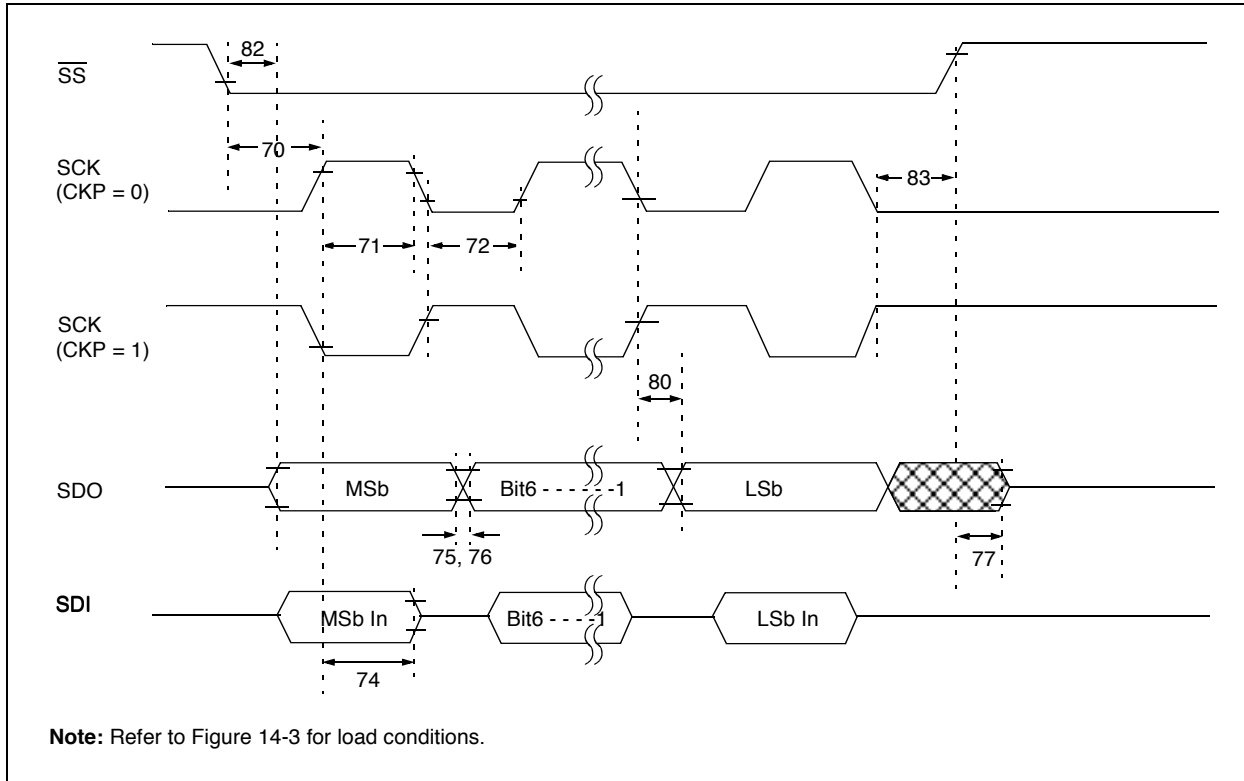 82
SS
70
SCK
(CKP = 0)
83
71
72
SCK
(CKP = 1)
80
SDO
MSb
Bit6 - - - - - -1
LSb
75, 76
77
SDI
MSb In
Bit6 - - - -1
LSb In
74
Note: Refer to Figure 14-3 for load conditions.